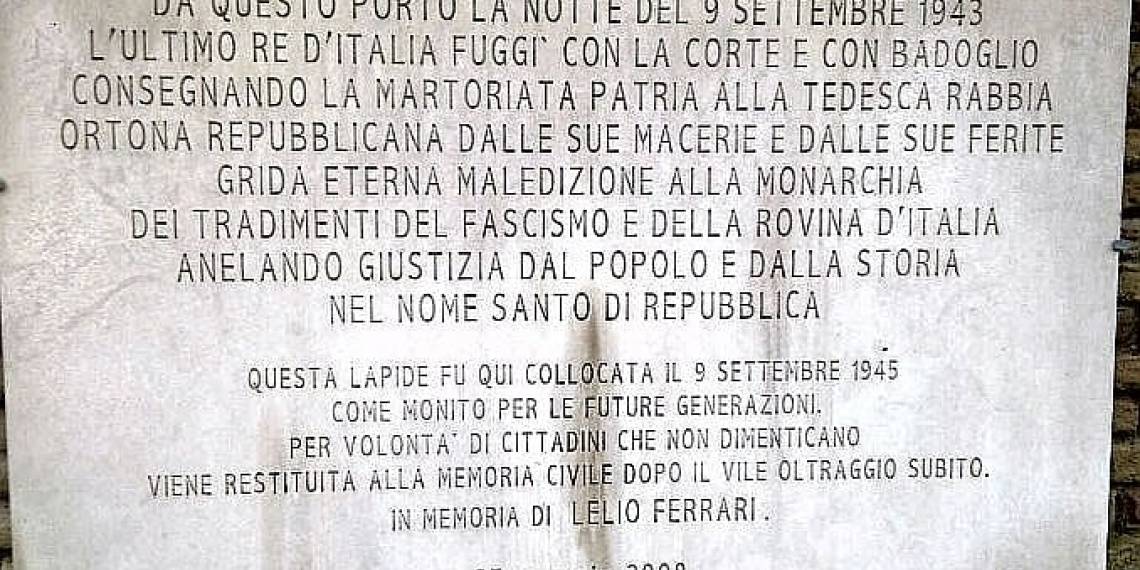 DA QUESTO PORTO LA NOTTE DEL 9 SETTEMBRE 1943
L'ULTIMO RE D'ITALIA FUGGI` CON LA CORTE E CON BADOGLIO
CONSEGNANDO LA MARTORIATA PATRIA ALLA TEDESCA RABBIA
ORTONA REPUBBLICANA DALLE SUE MACERIE E DALLE SUE FERITE
GRIDA ETERNA MALEDIZIONE ALLA MONARCHIA
DEI TRADIMENTI DEL FASCISMO E DELLA ROVINA D'ITALIA
ANELANDO GIUSTIZIA DAL POPOLO E DALLA STORIA
NEL NOME SANTO DI REPUBBLICA
QUESTA LAPIDE FU QUI COLLOCATA IL 9 SETTEMBRE 1945
COME MONITO PER LE FUTURE GENERAZIONI.
PER VOLONTA` DI CITTADINI CHE NON DIMENTICANO
VIENE RESTITUITA ALLA MEMORIA CIVILE DOPO IL VILE OLTRAGGIO SUBITO.
IN MEMORIA DI LELIO FERRARI.